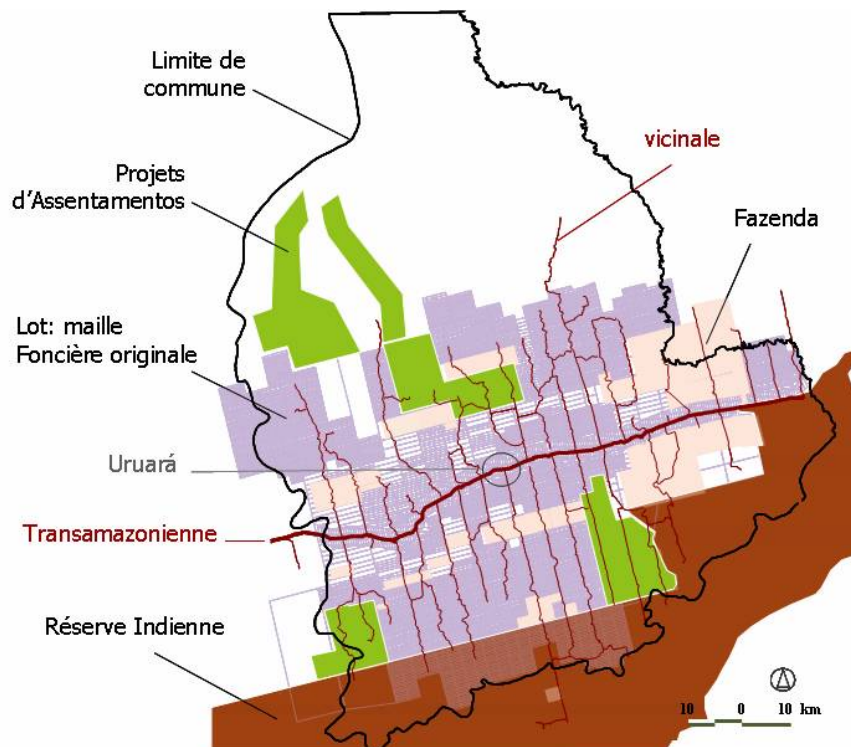 Limite de
commune
vicinale
Projets
d'Assentamentos
Fazenda
Lot: maille
Foncière originale
Uruará
Transamazonienne
Réserve Indienne
10 0 10 km